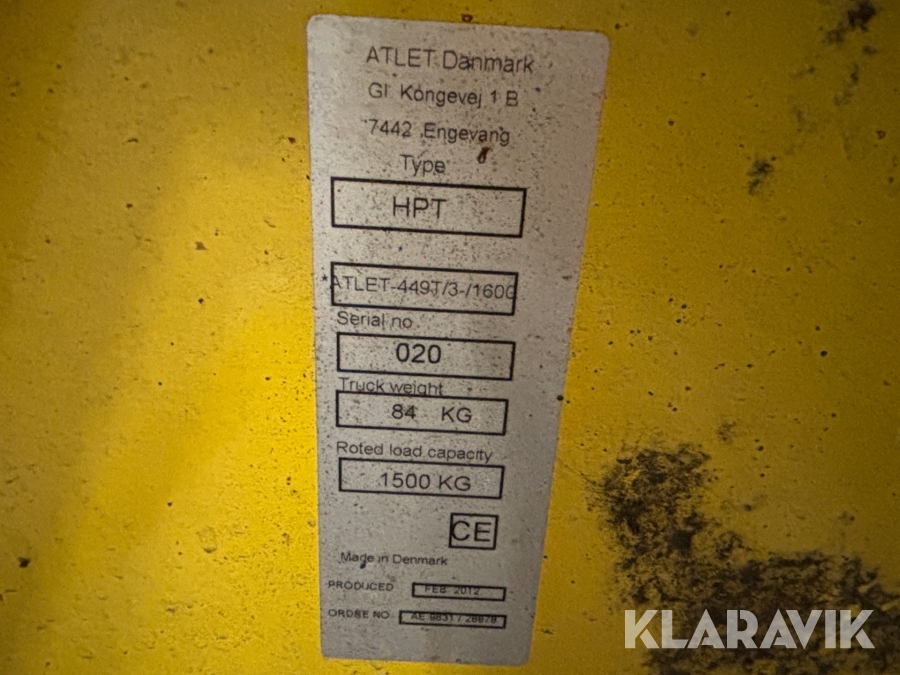 ATLET Danmark
Gl Kongevej 1 B
7442 Engevang
Type
HPT
ATLET-449T/3-/1600
Serial no
020
Truck weight
84 KG
Roted load capacity
1500 KG
CE
Made in Denmark
PRODUCED FEB. 2012
ORDRE NO
KLARAVIK